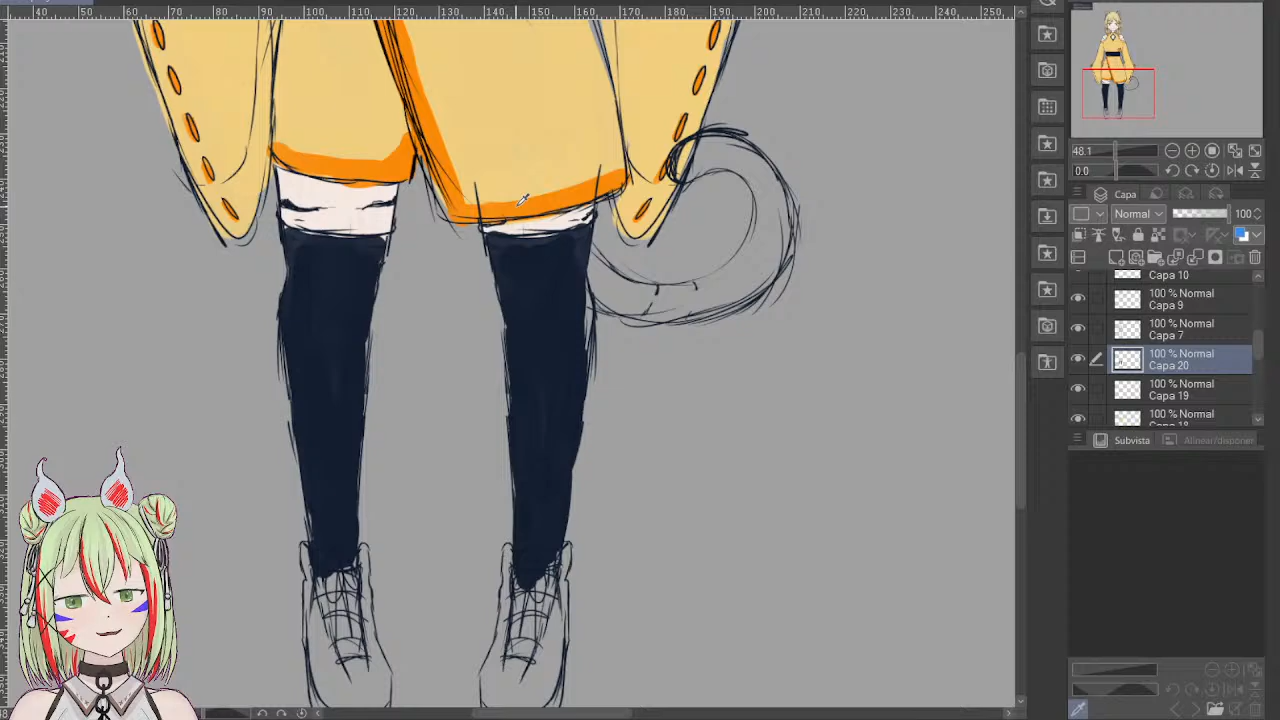 50 60 70 80 90 100 110 120 130 140 150 160 170 180 190 200 210 220 230 240 250
48.1
0.0
Capa
Normal 100
Capa 10
100 % Normal
Capa 9
100 % Normal
Capa 7
100 % Normal
Capa 20
100 % Normal
Capa 19
100 % Normal
Capa 18
Subvista Alinear/disponer